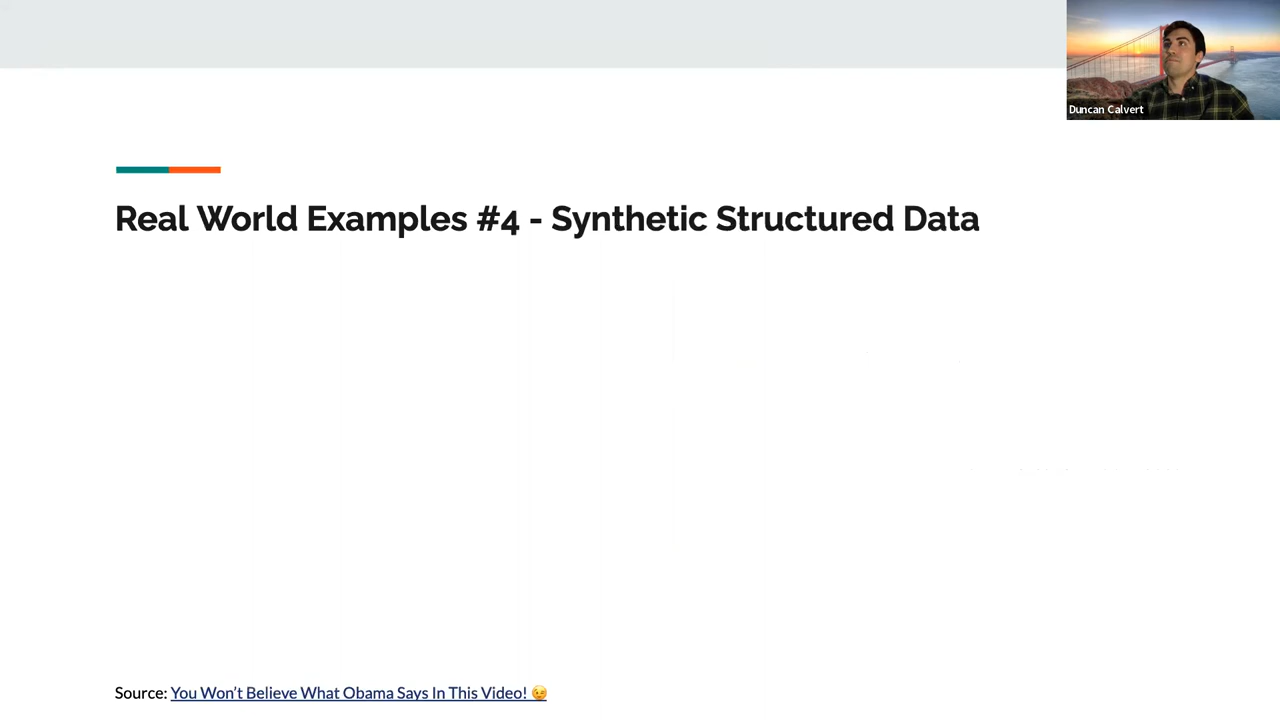 Duncan Calvert
Real World Examples #4 - Synthetic Structured Data
Source: You Won’t Believe What Obama Says In This Video! 😉